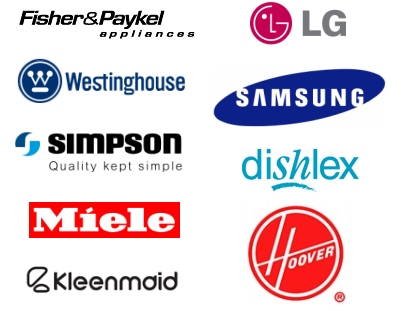 Fisher&Paykel
appliances
LG
Westinghouse
SAMSUNG
SIMPSON
Quality kept simple
dishlex
Miele
HOOVER
®
Kleenmaid